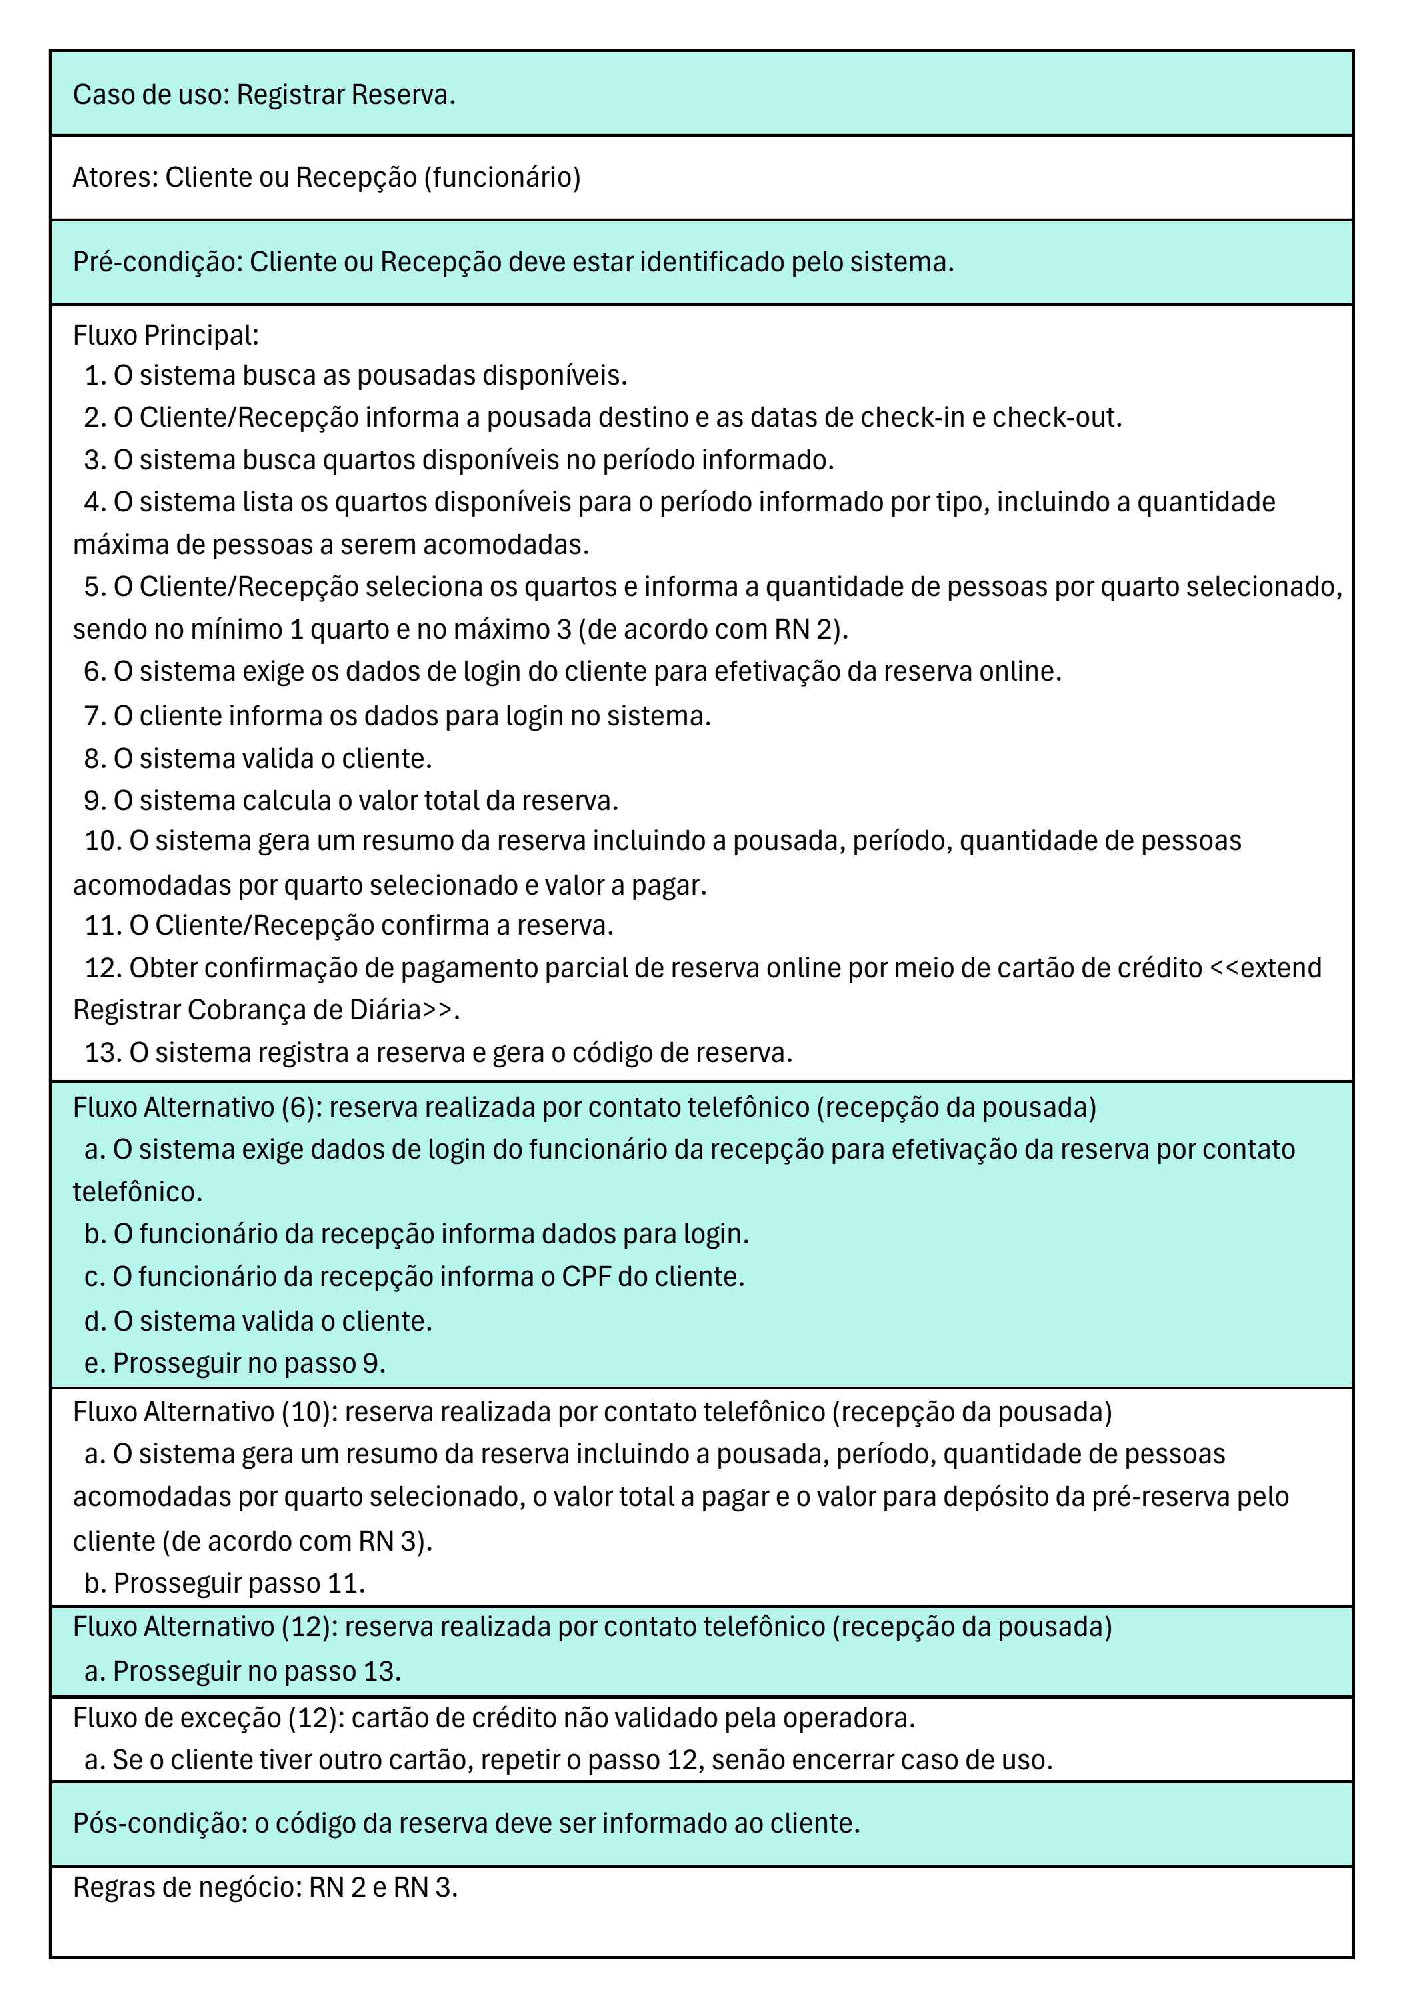 Caso de uso: Registrar Reserva.
Atores: Cliente ou Recepção (funcionário)
Pré-condição: Cliente ou Recepção deve estar identificado pelo sistema.
Fluxo Principal:
1. O sistema busca as pousadas disponíveis.
2. O Cliente/Recepção informa a pousada destino e as datas de check-in e check-out.
3. O sistema busca quartos disponíveis no período informado.
4. O sistema lista os quartos disponíveis para o período informado por tipo, incluindo a quantidade
máxima de pessoas a serem acomodadas.
5. O Cliente/Recepção seleciona os quartos e informa a quantidade de pessoas por quarto selecionado,
sendo no mínimo 1 quarto e no máximo 3 (de acordo com RN 2).
6. O sistema exige os dados de login do cliente para efetivação da reserva online.
7. O cliente informa os dados para login no sistema.
8. O sistema valida o cliente.
9. O sistema calcula o valor total da reserva.
10. O sistema gera um resumo da reserva incluindo a pousada, período, quantidade de pessoas
acomodadas por quarto selecionado e valor a pagar.
11. O Cliente/Recepção confirma a reserva.
12. Obter confirmação de pagamento parcial de reserva online por meio de cartão de crédito <<extend
Registrar Cobrança de Diária>>.
13. O sistema registra a reserva e gera o código de reserva.
Fluxo Alternativo (6): reserva realizada por contato telefônico (recepção da pousada)
a. O sistema exige dados de login do funcionário da recepção para efetivação da reserva por contato
telefônico.
b. O funcionário da recepção informa dados para login.
c. O funcionário da recepção informa o CPF do cliente.
d. O sistema valida o cliente.
e. Prosseguir no passo 9.
Fluxo Alternativo (10): reserva realizada por contato telefônico (recepção da pousada)
a. O sistema gera um resumo da reserva incluindo a pousada, período, quantidade de pessoas
acomodadas por quarto selecionado, o valor total a pagar e o valor para depósito da pré-reserva pelo
cliente (de acordo com RN 3).
b. Prosseguir passo 11.
Fluxo Alternativo (12): reserva realizada por contato telefônico (recepção da pousada)
a. Prosseguir no passo 13.
Fluxo de exceção (12): cartão de crédito não validado pela operadora.
a. Se o cliente tiver outro cartão, repetir o passo 12, senão encerrar caso de uso.
Pós-condição: o código da reserva deve ser informado ao cliente.
Regras de negócio: RN 2 e RN 3.